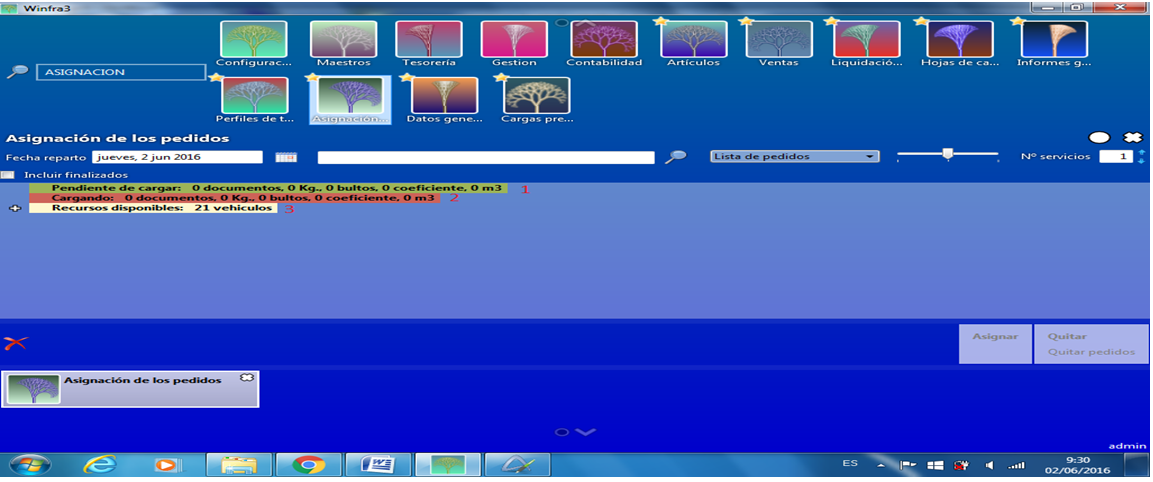 Winfra3
Configurac... Maestros Tesorería Gestion Contabilidad Artículos Ventas Liquidació... Hojas de ca... Informes g...
ASIGNACION
Perfiles de t... Asignación... Datos gene... Cargas pre...
Asignación de los pedidos
Fecha reparto jueves, 2 jun 2016 Lista de pedidos Nº servicios 1
Incluir finalizados
Pendiente de cargar: 0 documentos, 0 Kg., 0 bultos, 0 coeficiente, 0 m3 1
Cargando: 0 documentos, 0 Kg., 0 bultos, 0 coeficiente, 0 m3 2
Recursos disponibles: 21 vehiculos 3
Asignar Quitar
Quitar pedidos
Asignación de los pedidos
admin
ES 9:30
02/06/2016